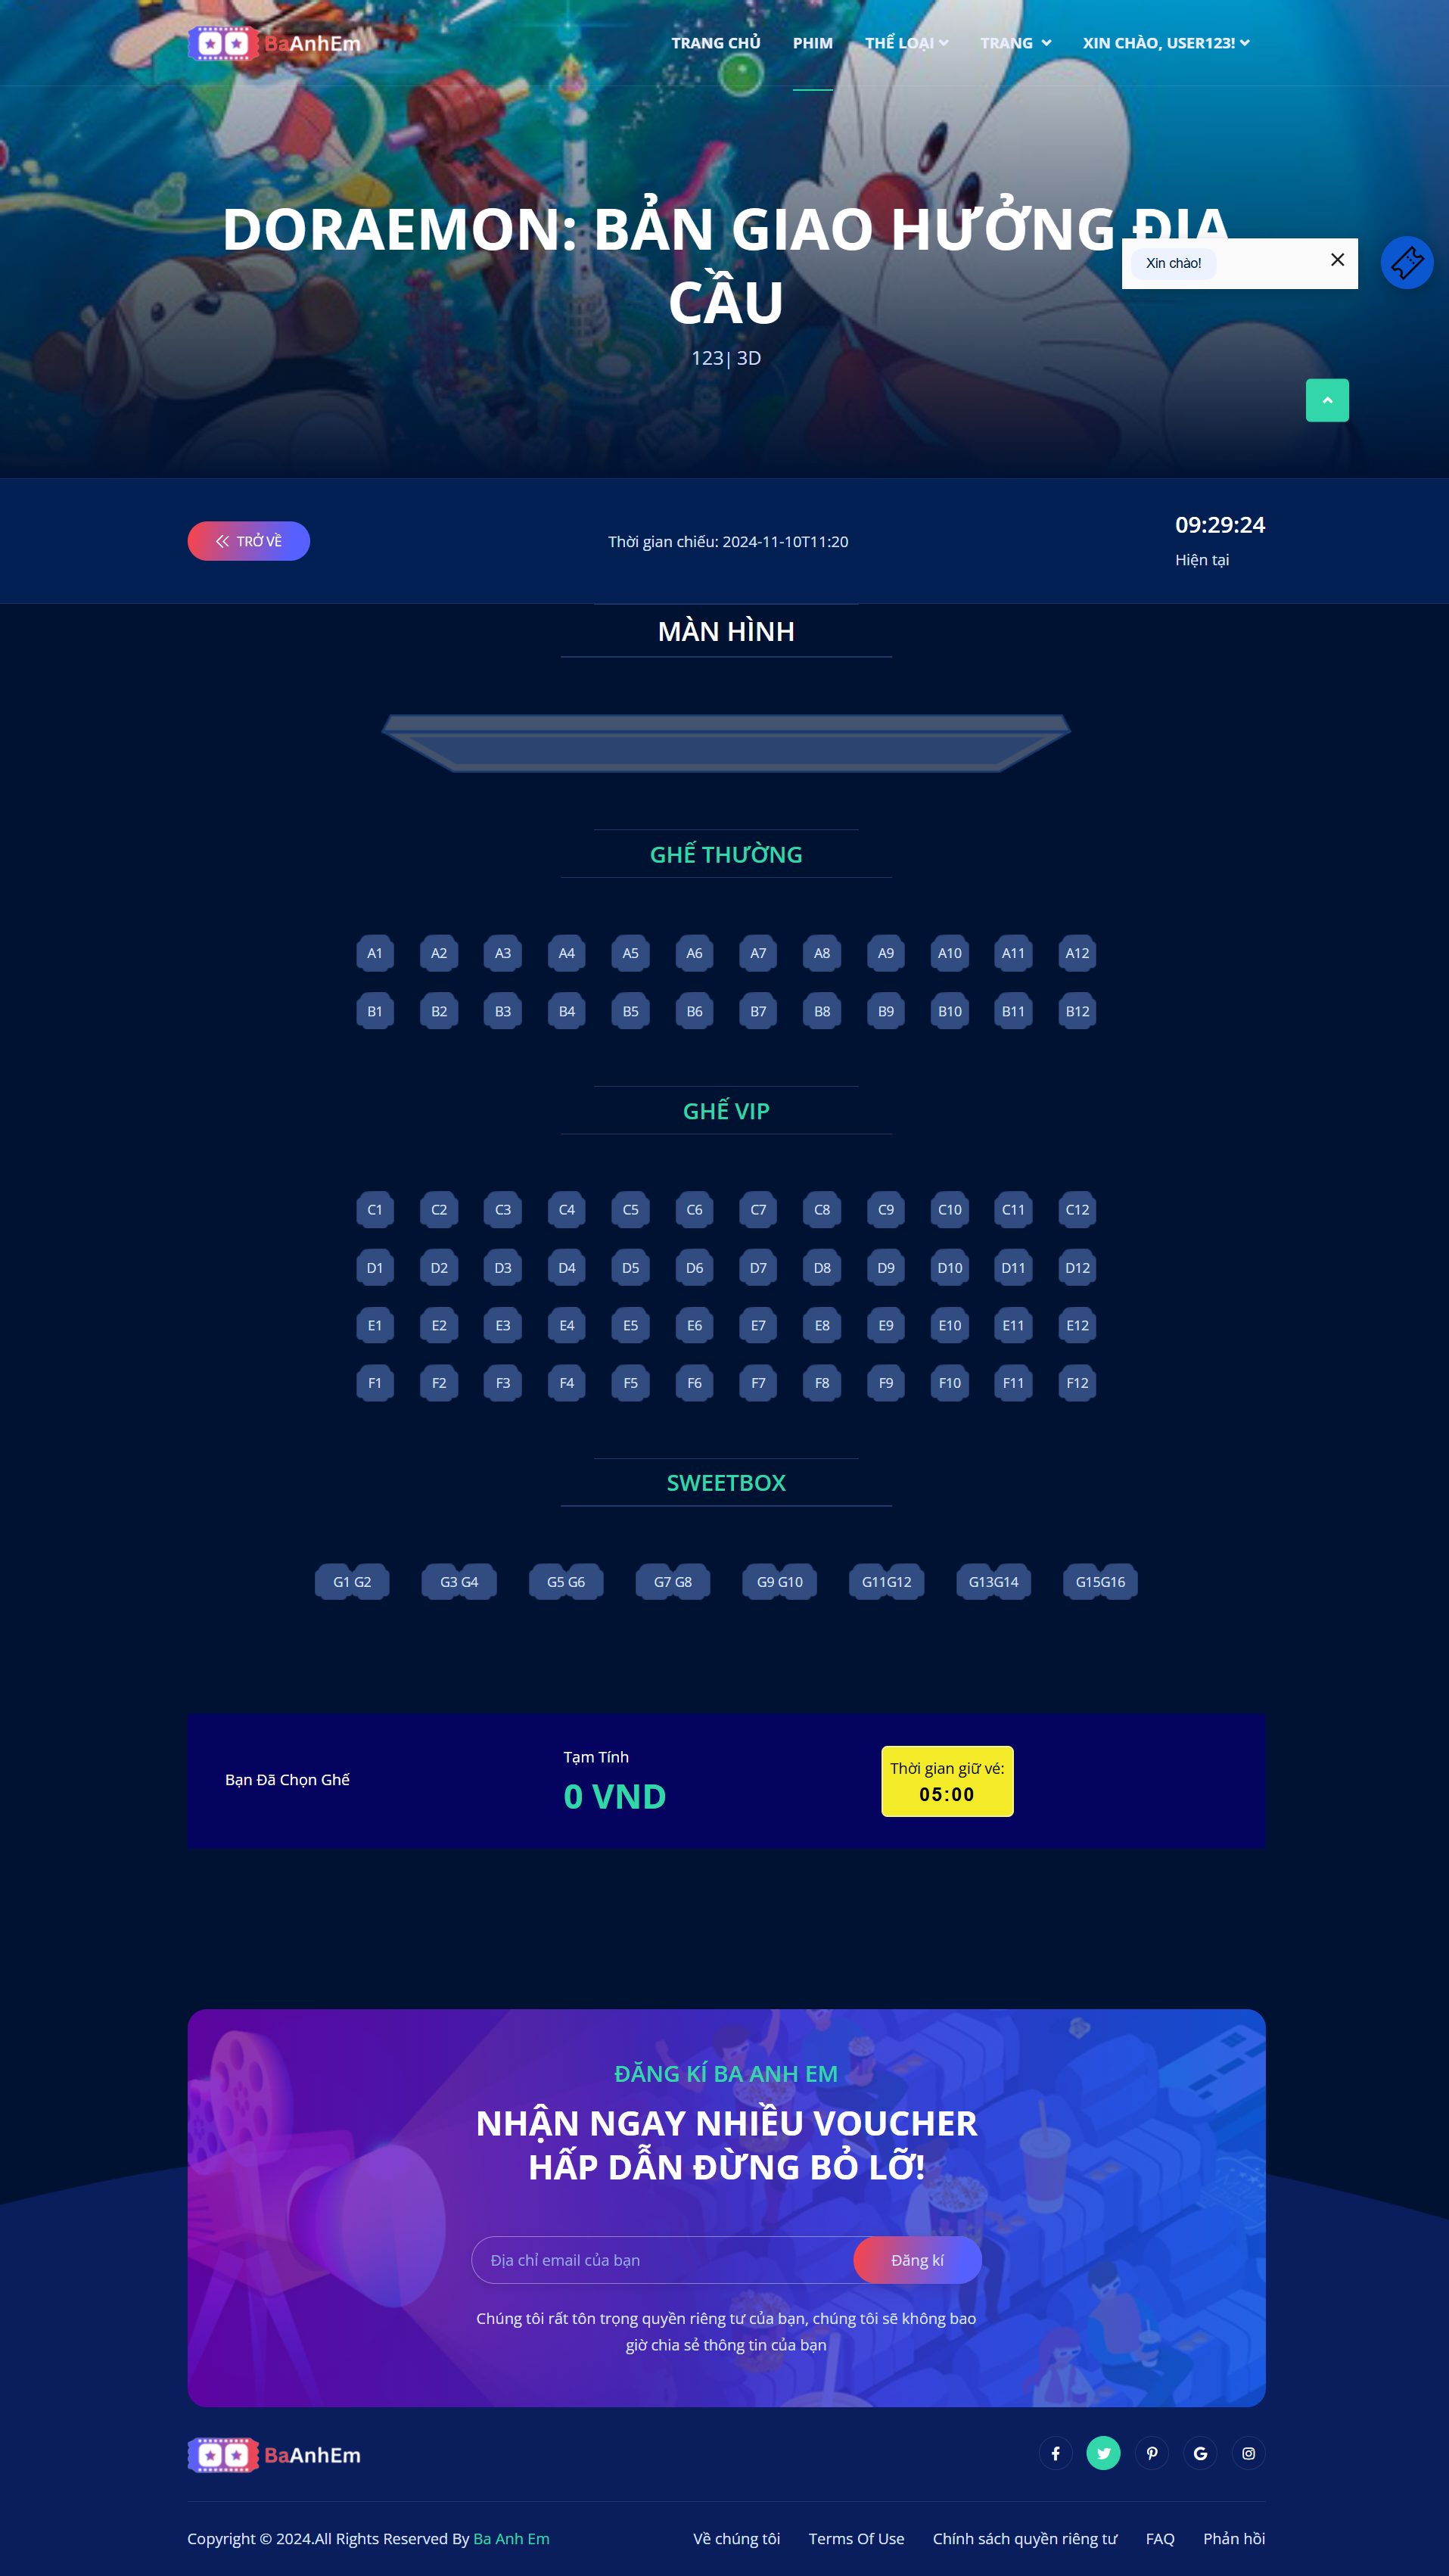 BaAnhEm
TRANG CHỦ PHIM THỂ LOẠI TRANG XIN CHÀO, USER123!
DORAEMON: BẢN GIAO HƯỞNG ĐỊA
CẦU
Xin chào!
123| 3D
TRỞ VỀ
Thời gian chiếu: 2024-11-10T11:20
09:29:24
Hiện tại
MÀN HÌNH
GHẾ THƯỜNG
A1 A2 A3 A4 A5 A6 A7 A8 A9 A10 A11 A12
B1 B2 B3 B4 B5 B6 B7 B8 B9 B10 B11 B12
GHẾ VIP
C1 C2 C3 C4 C5 C6 C7 C8 C9 C10 C11 C12
D1 D2 D3 D4 D5 D6 D7 D8 D9 D10 D11 D12
E1 E2 E3 E4 E5 E6 E7 E8 E9 E10 E11 E12
F1 F2 F3 F4 F5 F6 F7 F8 F9 F10 F11 F12
SWEETBOX
G1 G2 G3 G4 G5 G6 G7 G8 G9 G10 G11G12 G13G14 G15G16
Bạn Đã Chọn Ghế
Tạm Tính
0 VND
Thời gian giữ vé:
05:00
ĐĂNG KÍ BA ANH EM
NHẬN NGAY NHIỀU VOUCHER
HẤP DẪN ĐỪNG BỎ LỠ!
Địa chỉ email của bạn
Đăng kí
Chúng tôi rất tôn trọng quyền riêng tư của bạn, chúng tôi sẽ không bao
giờ chia sẻ thông tin của bạn
BaAnhEm
Copyright © 2024.All Rights Reserved By Ba Anh Em
Về chúng tôi Terms Of Use Chính sách quyền riêng tư FAQ Phản hồi